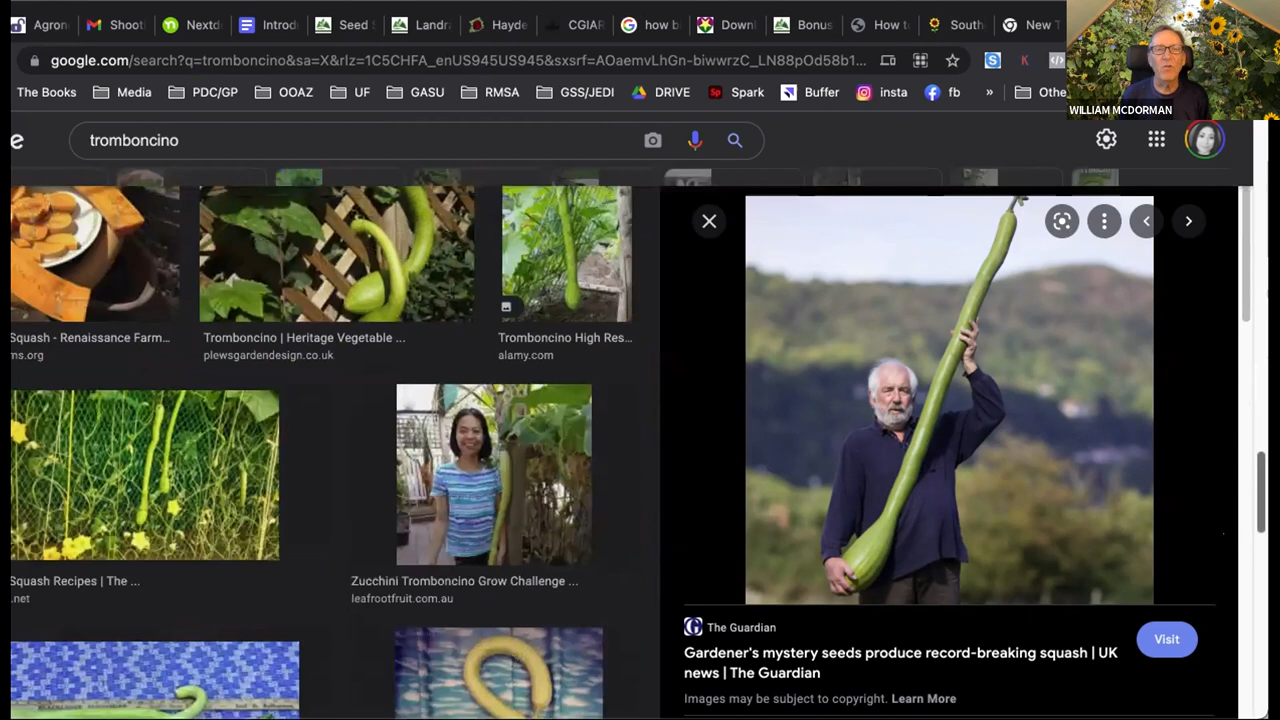 Agron
Shooti
Nextd
Introd
Seed
Landra
Hayde
CGIAR
how b
Downl
Bonus
How to
South
New T
google.com/search?q=tromboncino&sa=X&rlz=1C5CHFA_enUS945US945&sxsrf=AOaemvLhGn-biwwrzC_LN88pOd58b1...
The Books
Media
PDC/GP
OOAZ
UF
GASU
RMSA
GSS/JEDI
DRIVE
Spark
Buffer
insta
fb
»
Othe
WILLIAM MCDORMAN
e
tromboncino
Squash - Renaissance Farm...
ms.org
Tromboncino | Heritage Vegetable ...
plewsgardendesign.co.uk
Tromboncino High Res...
alamy.com
Squash Recipes | The ...
.net
Zucchini Tromboncino Grow Challenge ...
leafrootfruit.com.au
The Guardian
Gardener's mystery seeds produce record-breaking squash | UK
news | The Guardian
Visit
Images may be subject to copyright. Learn More